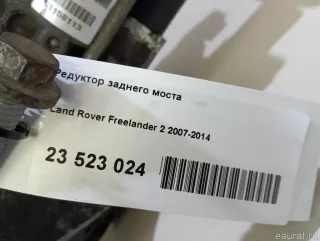 Редуктор заднего моста
Land Rover Freelander 2 2007-2014
23 523 024
eaural.ru